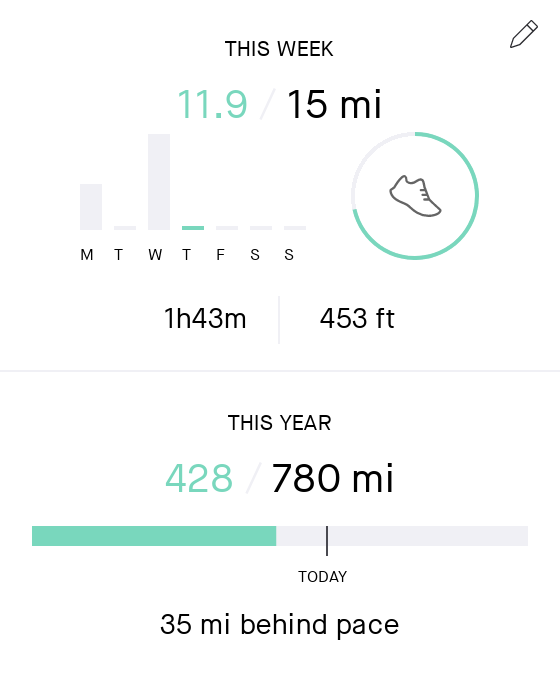 THIS WEEK
11.9 / 15 mi
M T W T F S S
1h43m 453 ft
THIS YEAR
428 / 780 mi
TODAY
35 mi behind pace